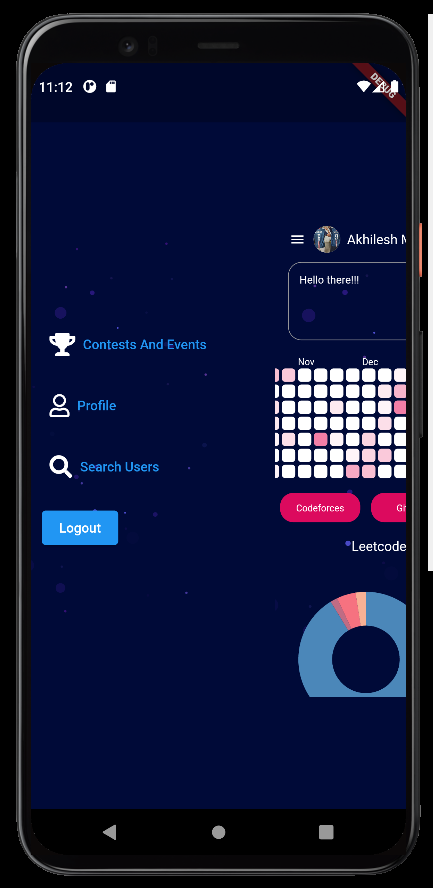 11:12
DEBUG
Akhilesh M
Hello there!!!
Contests And Events
Nov Dec
Profile
Search Users
Codeforces
Gi
Logout
Leetcode